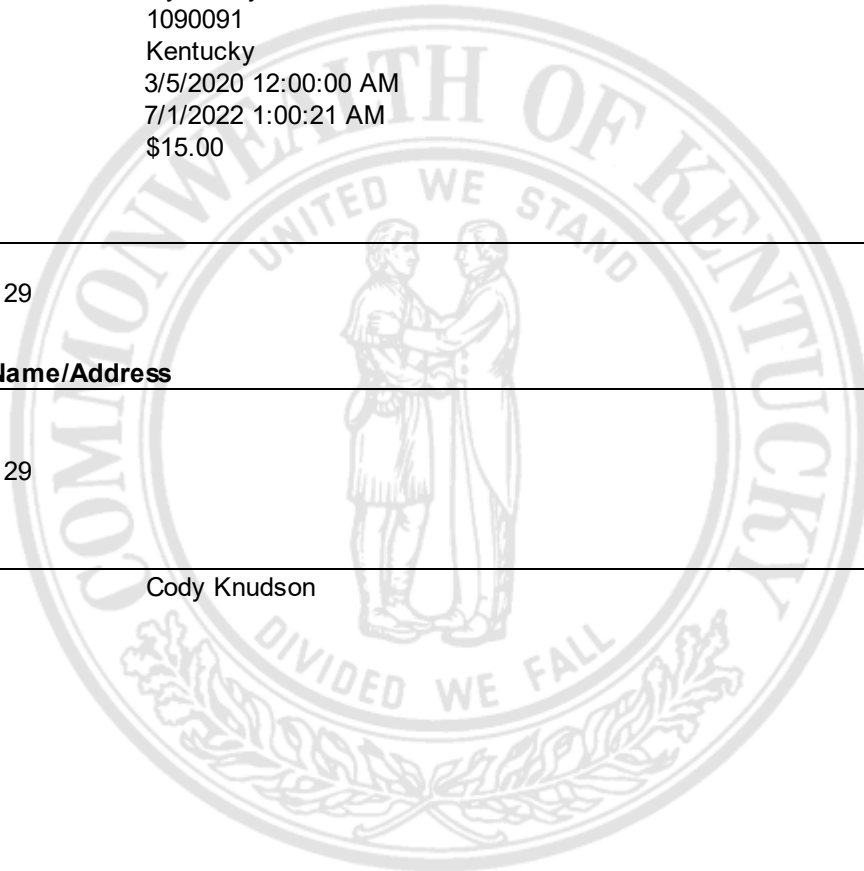 1090091
Kentucky
3/5/2020 12:00:00 AM
7/1/2022 1:00:21 AM
$15.00
29
Name/Address
29
Cody Knudson
COMMONWEALTH OF KENTUCKY
UNITED WE STAND
DIVIDED WE FALL